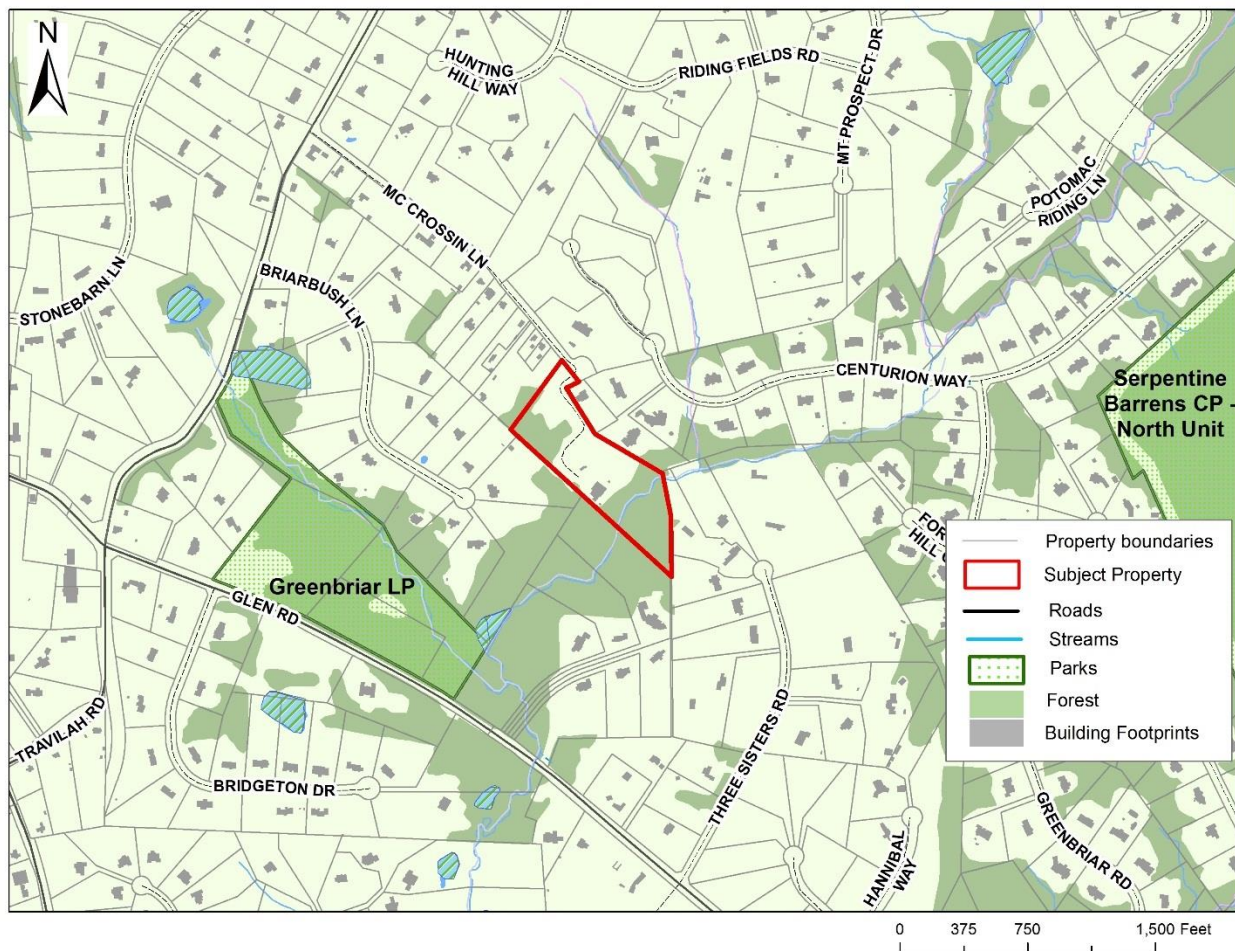 N
HUNTING
HILL WAY
RIDING FIELDS RD
MT PROSPECT DR
MC CROSSIN LN
POTOMAC
RIDING LN
STONEBARN LN
BRIARBUSH LN
CENTURION WAY
Serpentine
Barrens CP -
North Unit
Greenbriar LP
GLEN RD
TRAVILAH RD
BRIDGETON DR
THREE SISTERS RD
HANNIBAL
WAY
GREENBRIAR RD
Property boundaries
Subject Property
Roads
Streams
Parks
Forest
Building Footprints
0 375 750 1,500 Feet